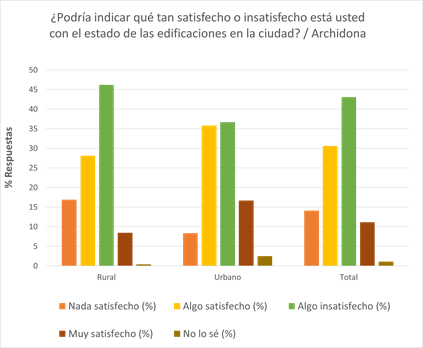 ¿Podría indicar qué tan satisfecho o insatisfecho está usted
con el estado de las edificaciones en la ciudad? / Archidona
% Respuestas
50
45
40
35
30
25
20
15
10
5
0
Rural Urbano Total
Nada satisfecho (%) Algo satisfecho (%) Algo insatisfecho (%)
Muy satisfecho (%) No lo sé (%)